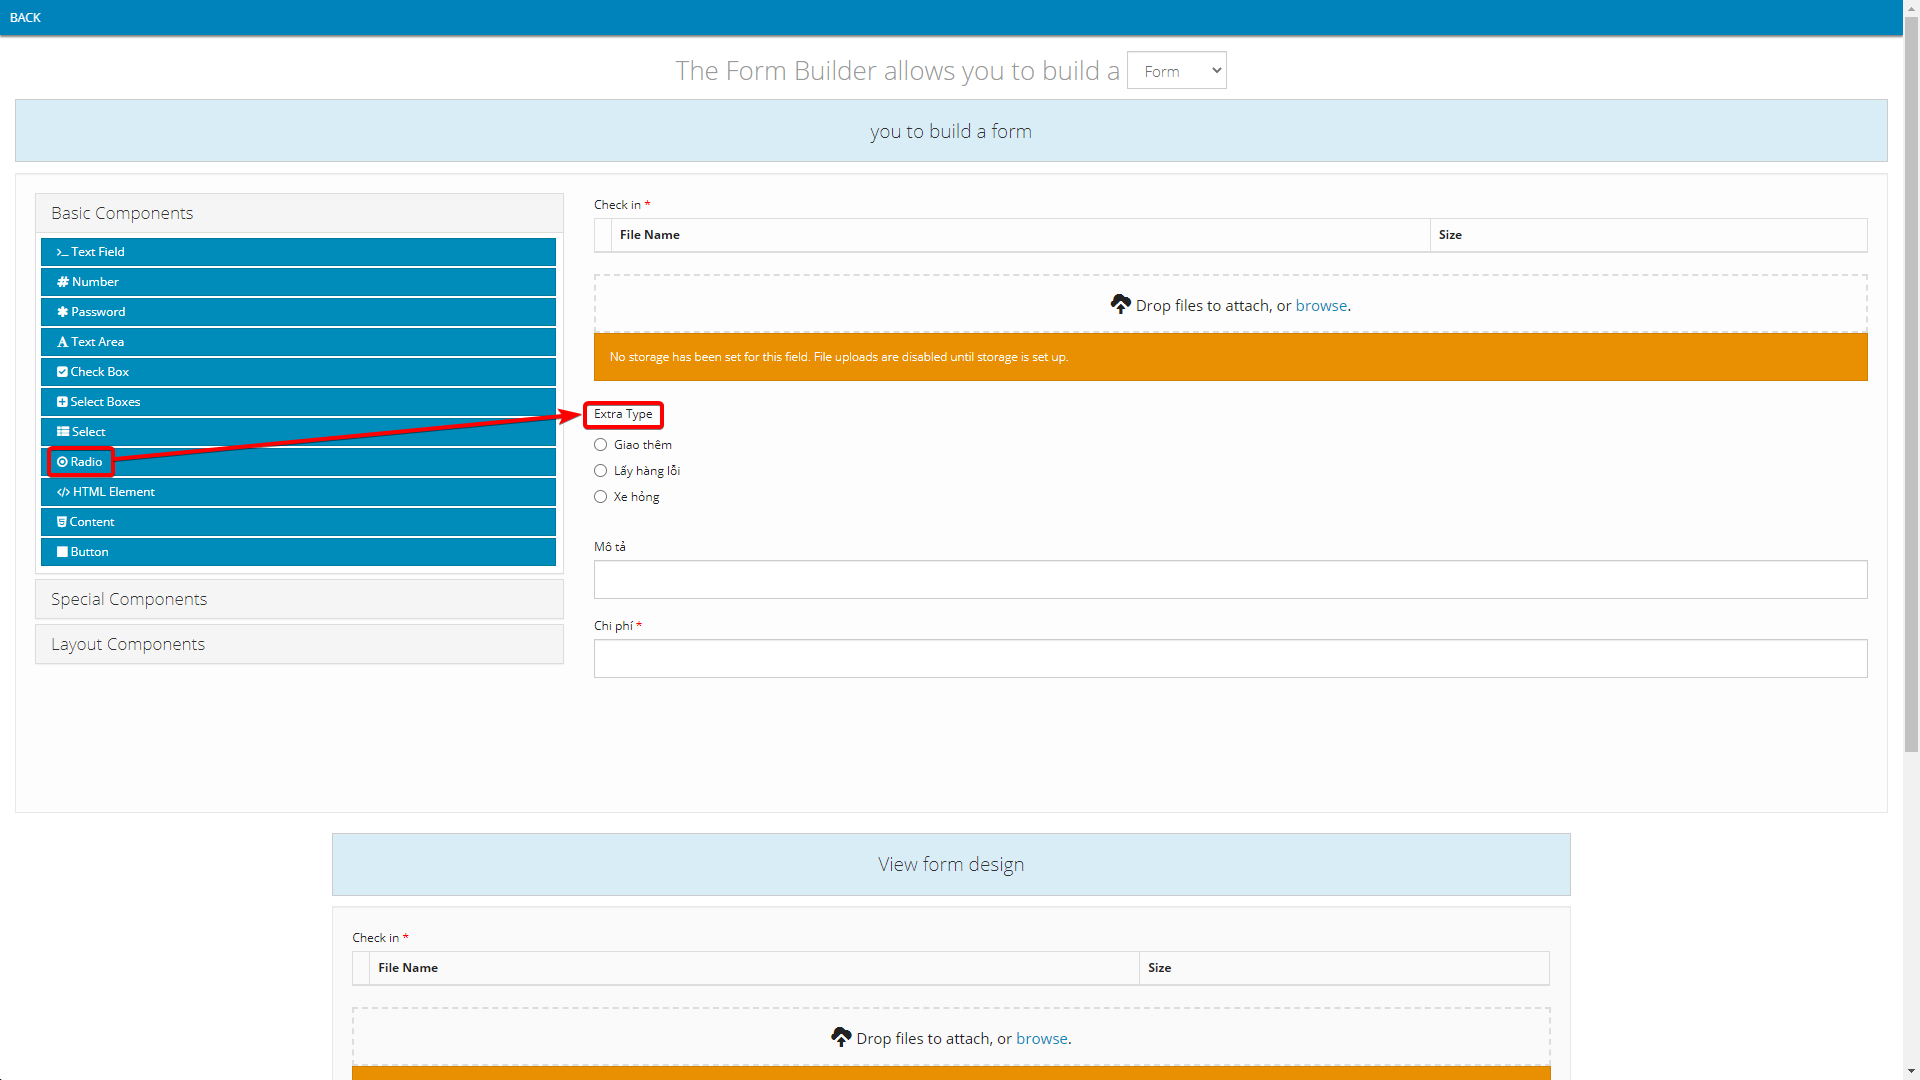 BACK
The Form Builder allows you to build a Form
you to build a form
Basic Components
Text Field
Number
Password
Text Area
Check Box
Select Boxes
Select
Radio
HTML Element
Content
Button
Special Components
Layout Components
Check in *
File Name Size
Drop files to attach, or browse.
No storage has been set for this field. File uploads are disabled until storage is set up.
Extra Type
Giao thêm
Lấy hàng lỗi
Xe hỏng
Mô tả
Chi phí *
View form design
Check in *
File Name Size
Drop files to attach, or browse.